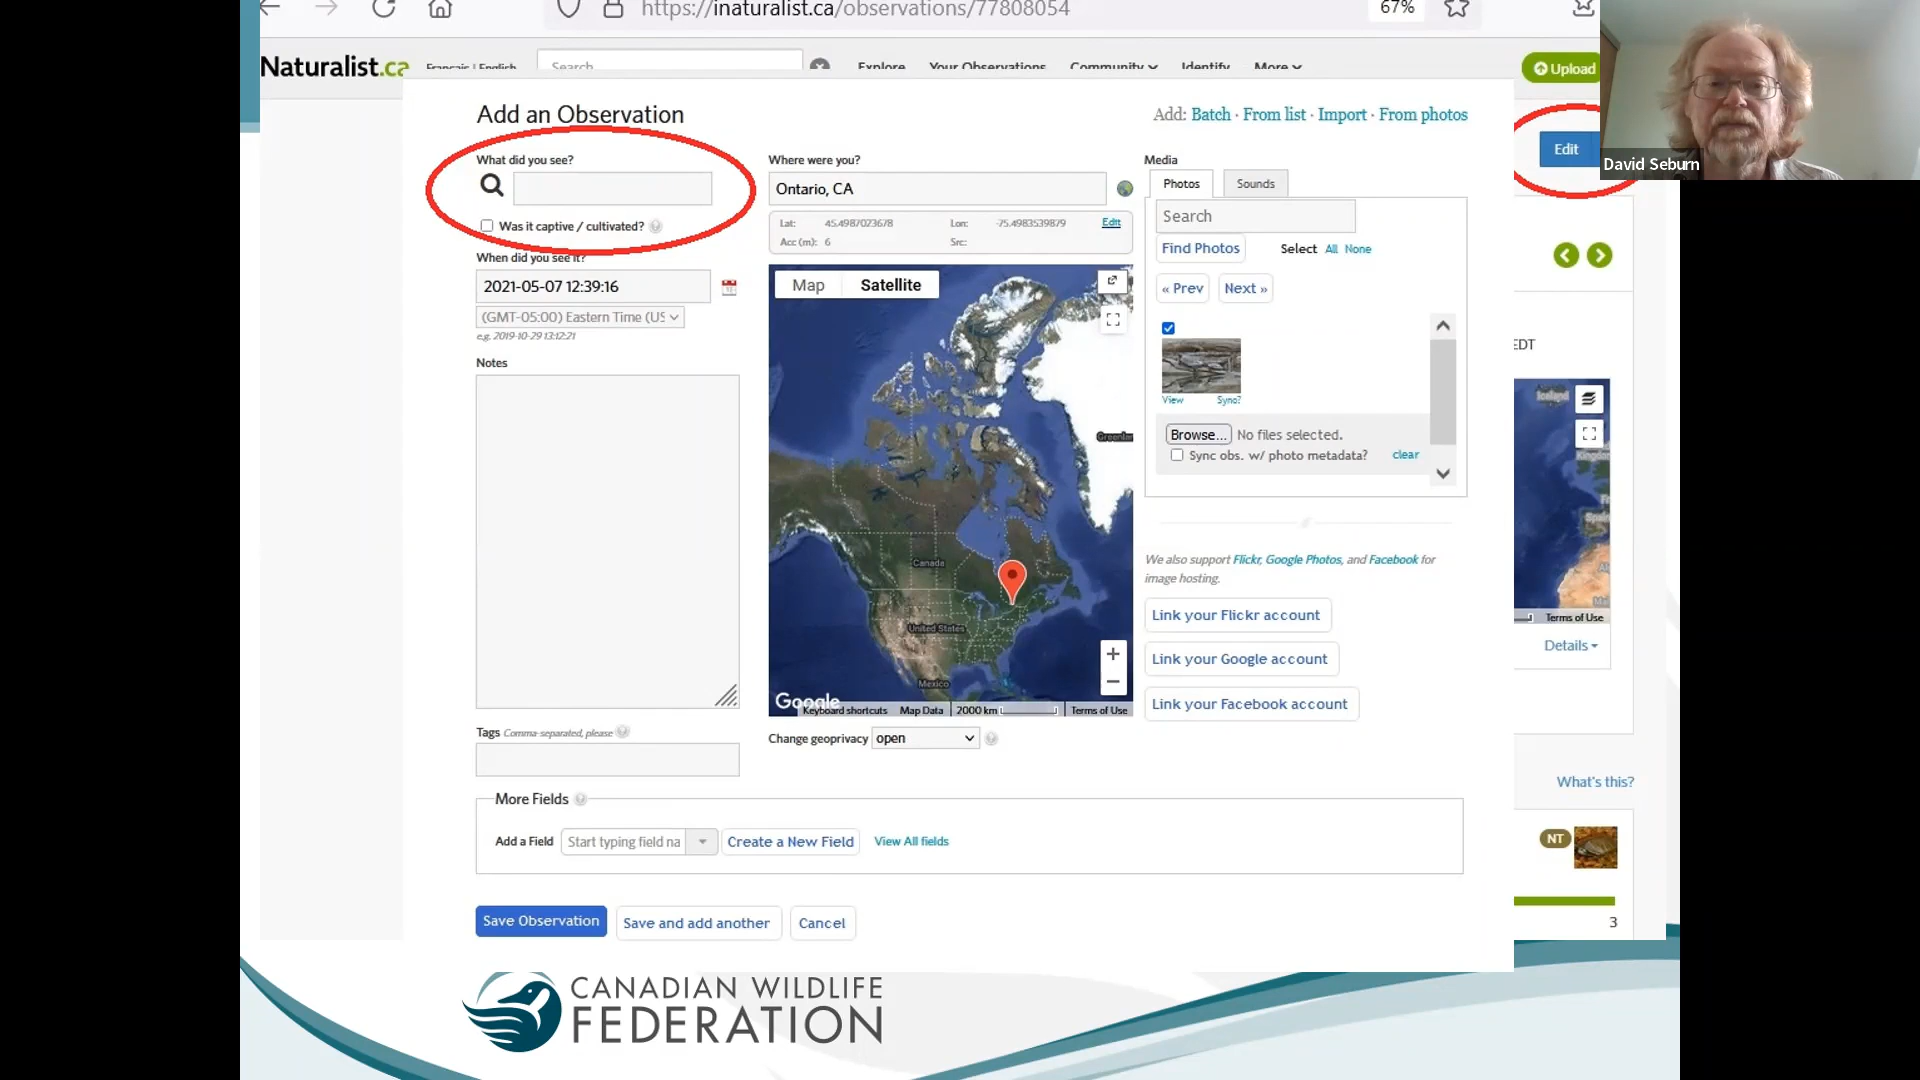 https://inaturalist.ca/observations/77808054
67%
Naturalist.ca
Français | English
Search
Explore
Your Observations
Community
Identify
More
Upload
Add an Observation
Add: Batch · From list · Import · From photos
Edit
David Seburn
What did you see?
Was it captive / cultivated?
When did you see it?
2021-05-07 12:39:16
(GMT-05:00) Eastern Time (US
e.g. 2019-10-29 13:12:21
Notes
Tags Comma-separated, please
Where were you?
Ontario, CA
Lat: 45.4987023678 Lon: -75.4983539879 Edit
Acc (m): 6 Src:
Map
Satellite
Greenlan
Canada
United States
Mexico
Google
Keyboard shortcuts
Map Data
2000 km
Terms of Use
Change geoprivacy open
Media
Photos
Sounds
Search
Find Photos
Select All None
« Prev
Next »
View
Sync?
Browse... No files selected.
Sync obs. w/ photo metadata? clear
We also support Flickr, Google Photos, and Facebook for
image hosting.
Link your Flickr account
Link your Google account
Link your Facebook account
EDT
Iceland
Kingdo
Spain
Terms of Use
Details
What's this?
NT
3
More Fields
Add a Field Start typing field na Create a New Field View All fields
Save Observation
Save and add another
Cancel
CANADIAN WILDLIFE
FEDERATION